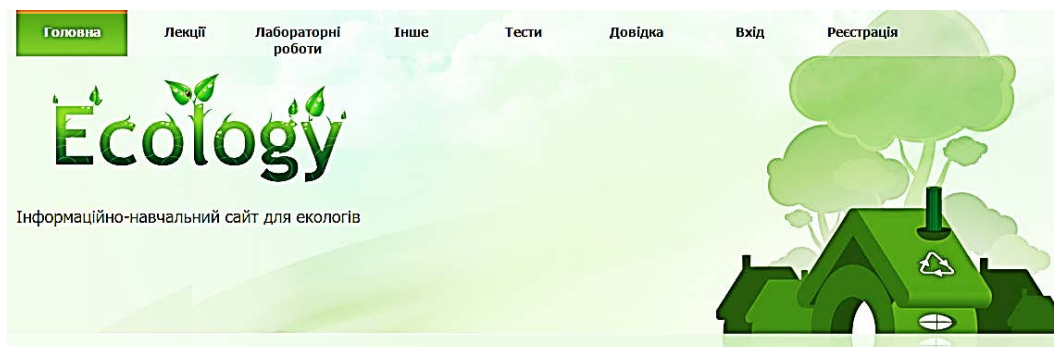 Головна Лекції Лабораторні роботи Інше Тести Довідка Вхід Реєстрація
Ecology
Інформаційно-навчальний сайт для екологів